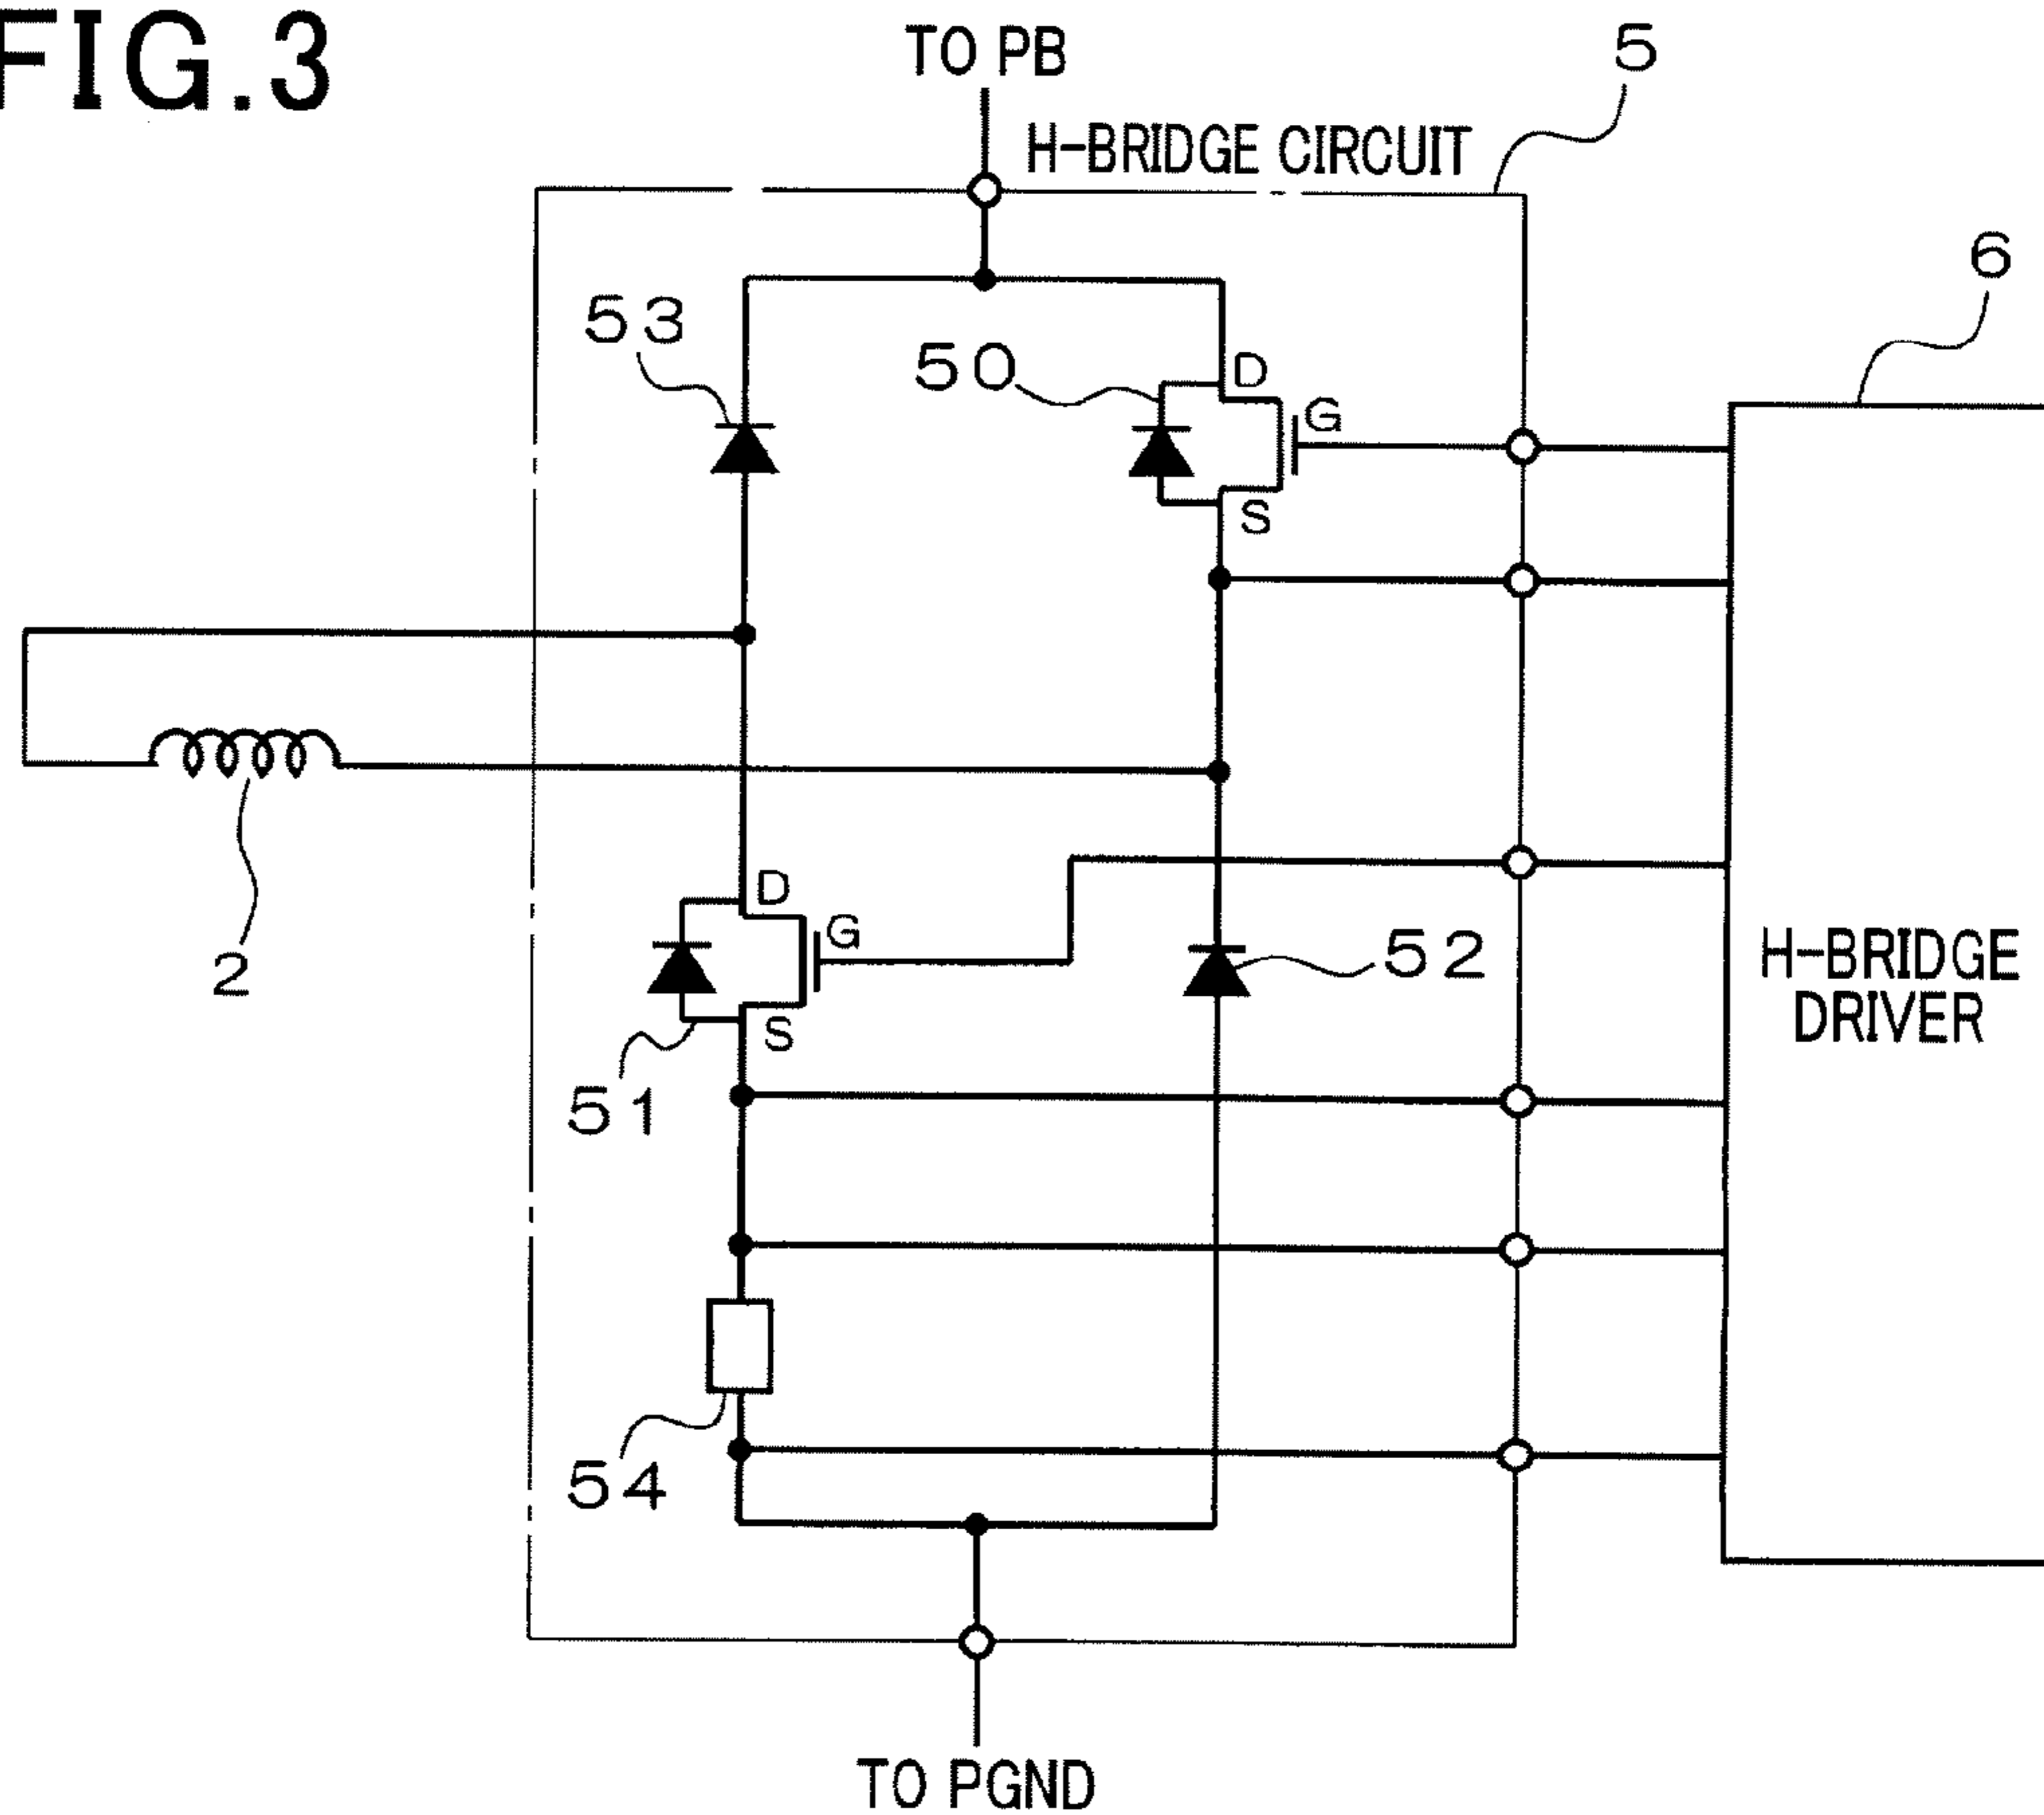 FIG.3
TO PB
5
H-BRIDGE CIRCUIT
6
53
50
D
G
S
2
D
G
S
51
52
H-BRIDGE
DRIVER
54
TO PGND